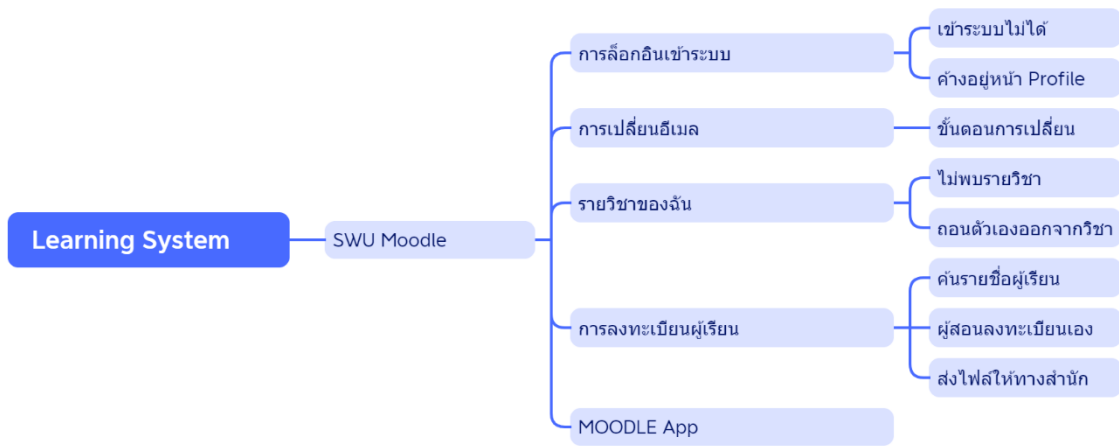 Learning System
SWU Moodle
การล็อกอินเข้าระบบ
เข้าระบบไม่ได้
ค้างอยู่หน้า Profile
การเปลี่ยนอีเมล
ขั้นตอนการเปลี่ยน
รายวิชาของฉัน
ไม่พบรายวิชา
ถอนตัวเองออกจากวิชา
การลงทะเบียนผู้เรียน
ค้นรายชื่อผู้เรียน
ผู้สอนลงทะเบียนเอง
ส่งไฟล์ให้ทางสำนัก
MOODLE App